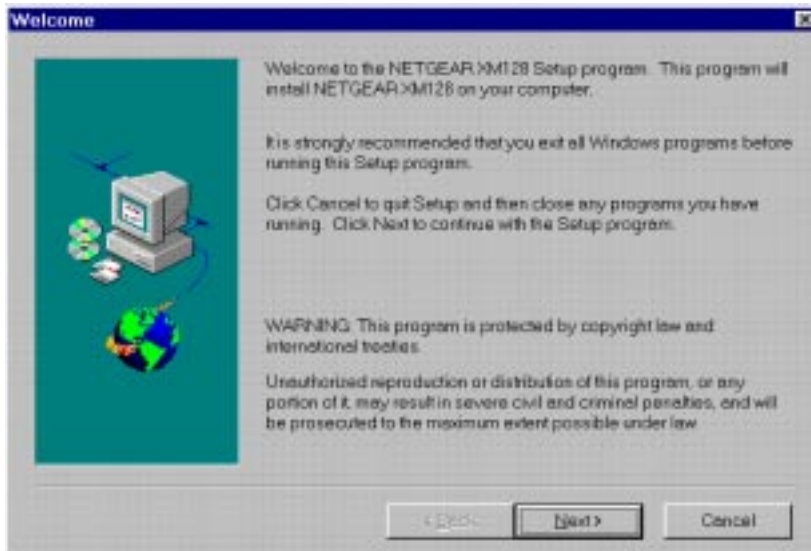 Welcome
Welcome to the NETGEAR XM128 Setup program. This program will
install NETGEAR XM128 on your computer.
It is strongly recommended that you exit all Windows programs before
running this Setup program.
Click Cancel to quit Setup and then close any programs you have
running. Click Next to continue with the Setup program.
WARNING: This program is protected by copyright law and
international treaties.
Unauthorized reproduction or distribution of this program, or any
portion of it, may result in severe civil and criminal penalties, and will
be prosecuted to the maximum extent possible under law.
< Back
Next >
Cancel